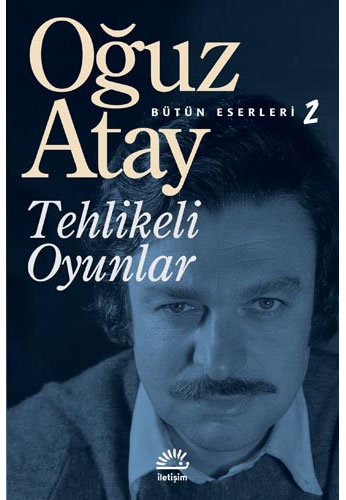 Oğuz
BÜTÜN ESERLERİ 2
Atay
Tehlikeli
Oyunlar
iletişim